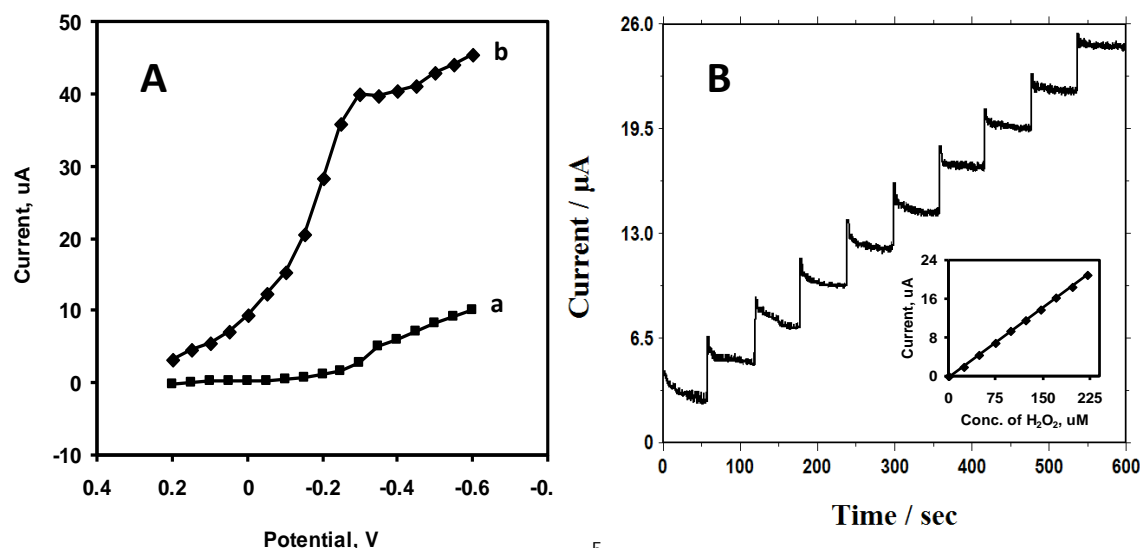 A
Current, uA
50
40
30
20
10
0
-10
0.4 0.2 0 -0.2 -0.4 -0.6 -0.
Potential, V
b
a
B
Current / µA
26.0
19.5
13.0
6.5
0
0 100 200 300 400 500 600
Time / sec
Current, uA
24
16
8
0
0 75 150 225
Conc. of H₂O₂, uM
5